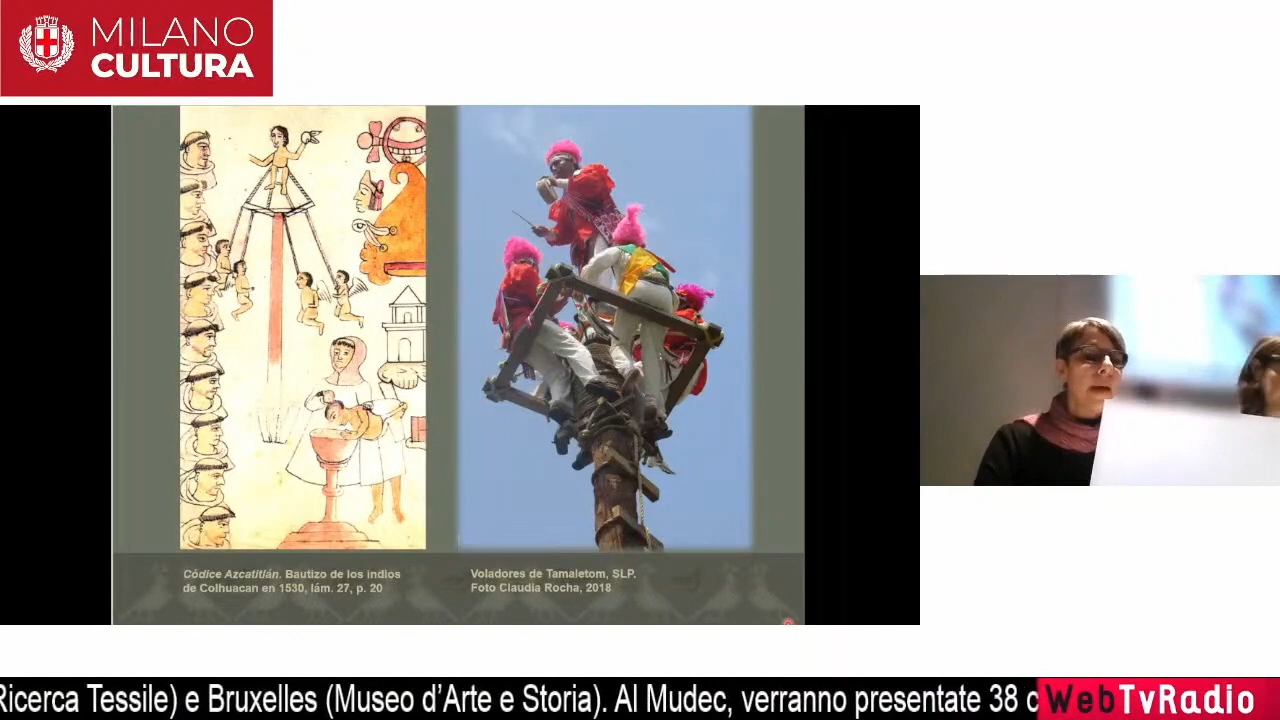 MILANO
CULTURA
Códice Azcatitlán. Bautizo de los indios
de Colhuacan en 1530, lám. 27, p. 20
Voladores de Tamaletom, SLP.
Foto Claudia Rocha, 2018
Ricerca Tessile) e Bruxelles (Museo d’Arte e Storia). Al Mudec, verranno presentate 38 c
WebTvRadio